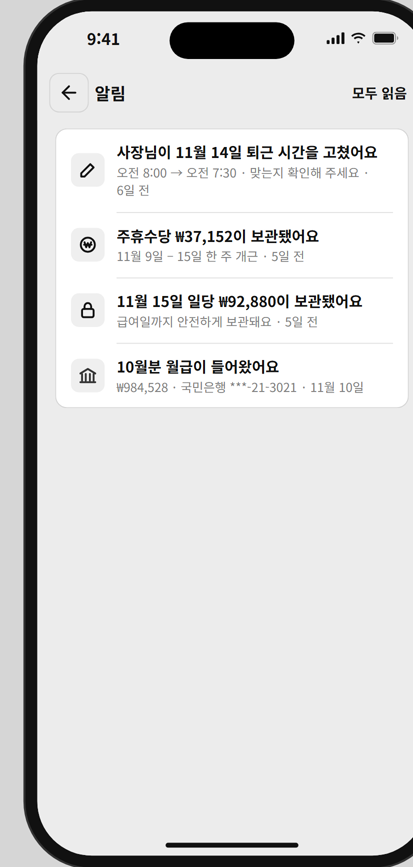 9:41
알림
모두 읽음
사장님이 11월 14일 퇴근 시간을 고쳤어요
오전 8:00 → 오전 7:30 · 맞는지 확인해 주세요 ·
6일 전
주휴수당 ₩37,152이 보관됐어요
11월 9일 – 15일 한 주 개근 · 5일 전
11월 15일 일당 ₩92,880이 보관됐어요
급여일까지 안전하게 보관돼요 · 5일 전
10월분 월급이 들어왔어요
₩984,528 · 국민은행 ***-21-3021 · 11월 10일